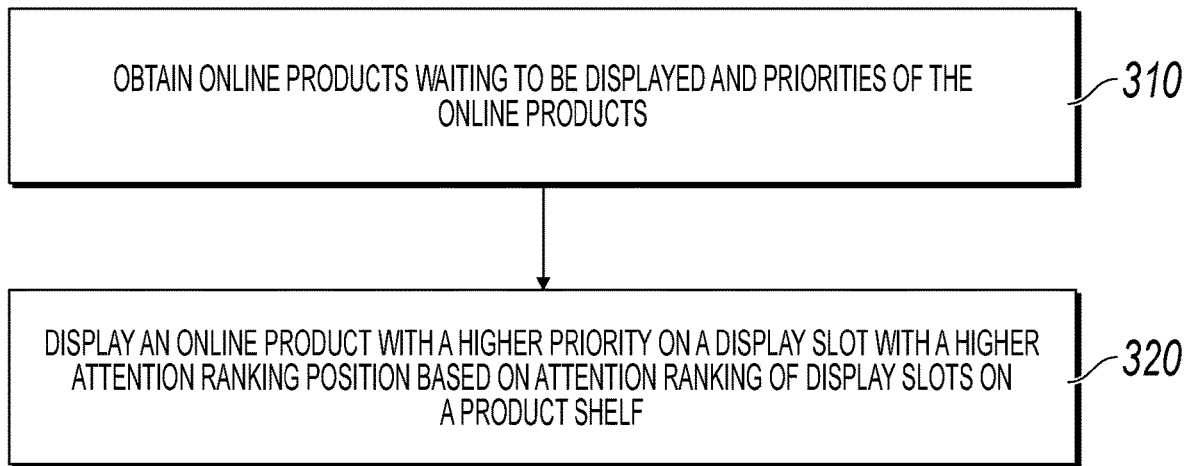 OBTAIN ONLINE PRODUCTS WAITING TO BE DISPLAYED AND PRIORITIES OF THE
ONLINE PRODUCTS
310
DISPLAY AN ONLINE PRODUCT WITH A HIGHER PRIORITY ON A DISPLAY SLOT WITH A HIGHER
ATTENTION RANKING POSITION BASED ON ATTENTION RANKING OF DISPLAY SLOTS ON
A PRODUCT SHELF
320